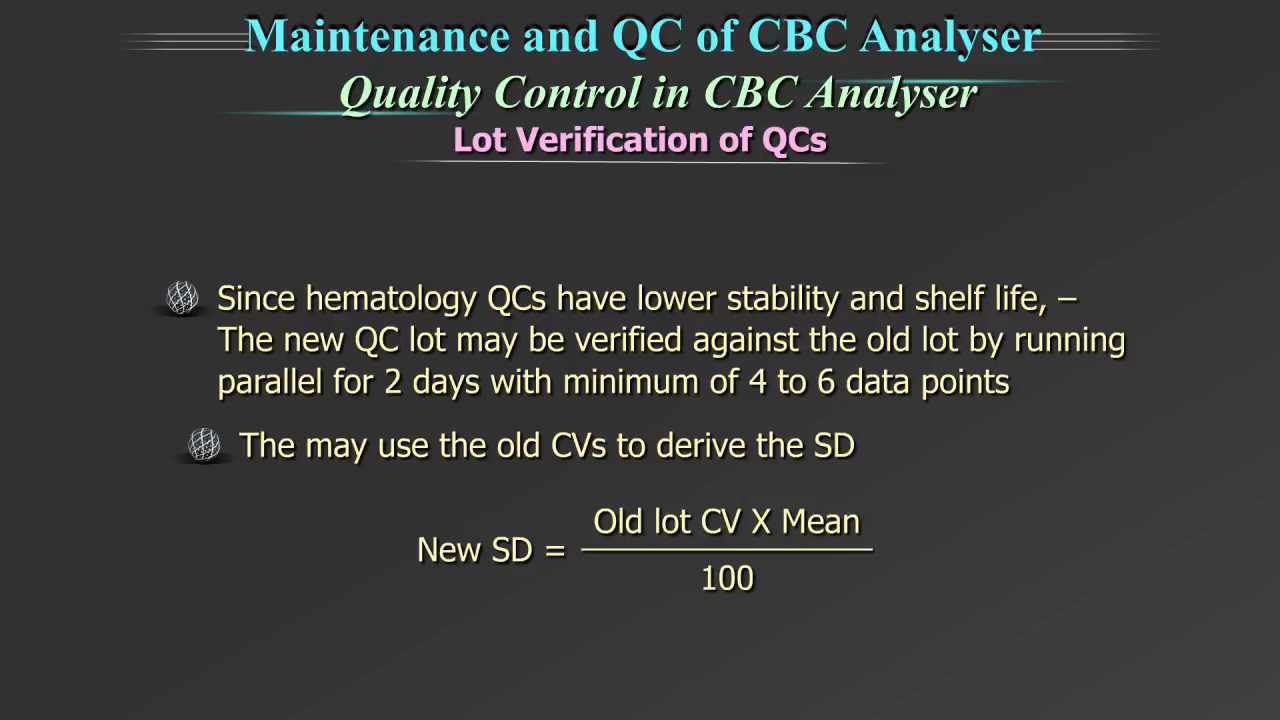 Maintenance and QC of CBC Analyser
Quality Control in CBC Analyser
Lot Verification of QCs
Since hematology QCs have lower stability and shelf life, –
The new QC lot may be verified against the old lot by running
parallel for 2 days with minimum of 4 to 6 data points
The may use the old CVs to derive the SD
Old lot CV X Mean
New SD =
100